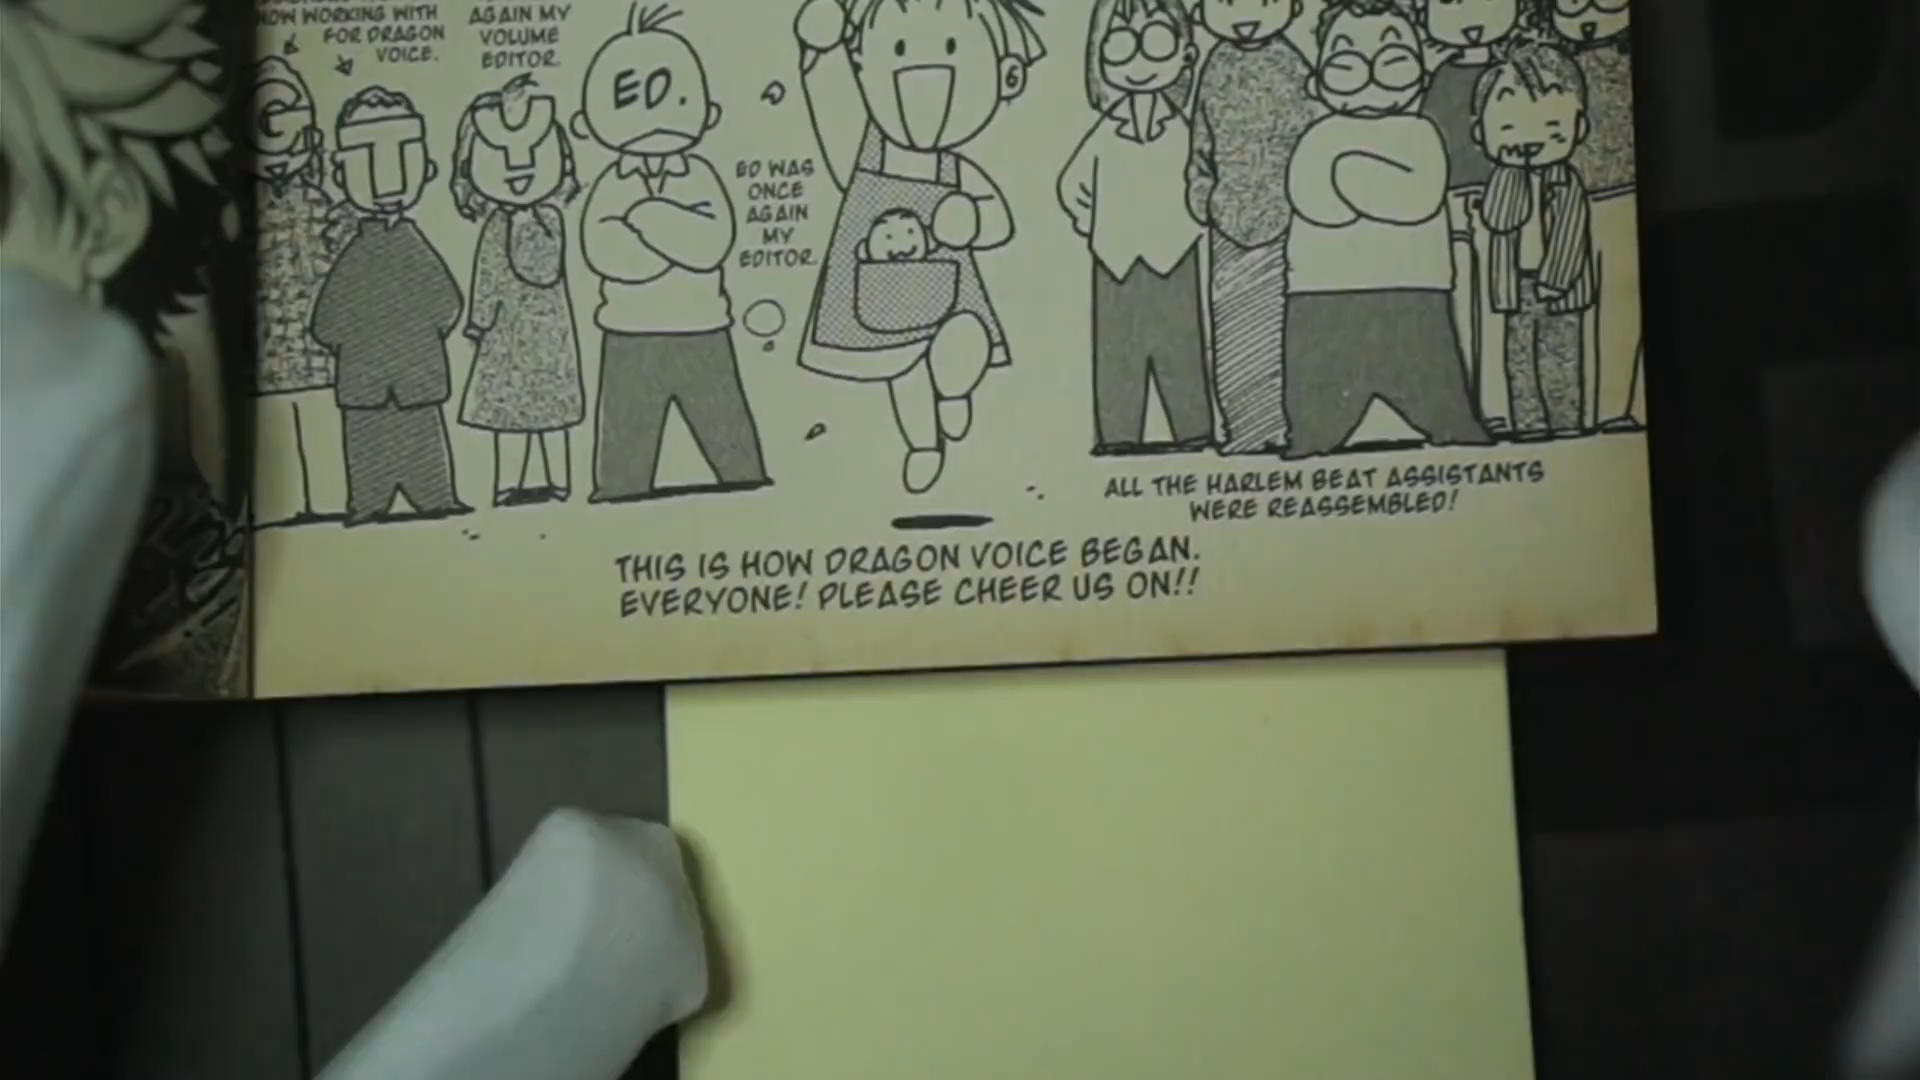 NOW WORKING WITH
FOR DRAGON
VOICE.
AGAIN MY
VOLUME
EDITOR.
G
T
Y
ED.
6
ED WAS
ONCE
AGAIN
MY
EDITOR.
ALL THE HARLEM BEAT ASSISTANTS
WERE REASSEMBLED!
THIS IS HOW DRAGON VOICE BEGAN.
EVERYONE! PLEASE CHEER US ON!!